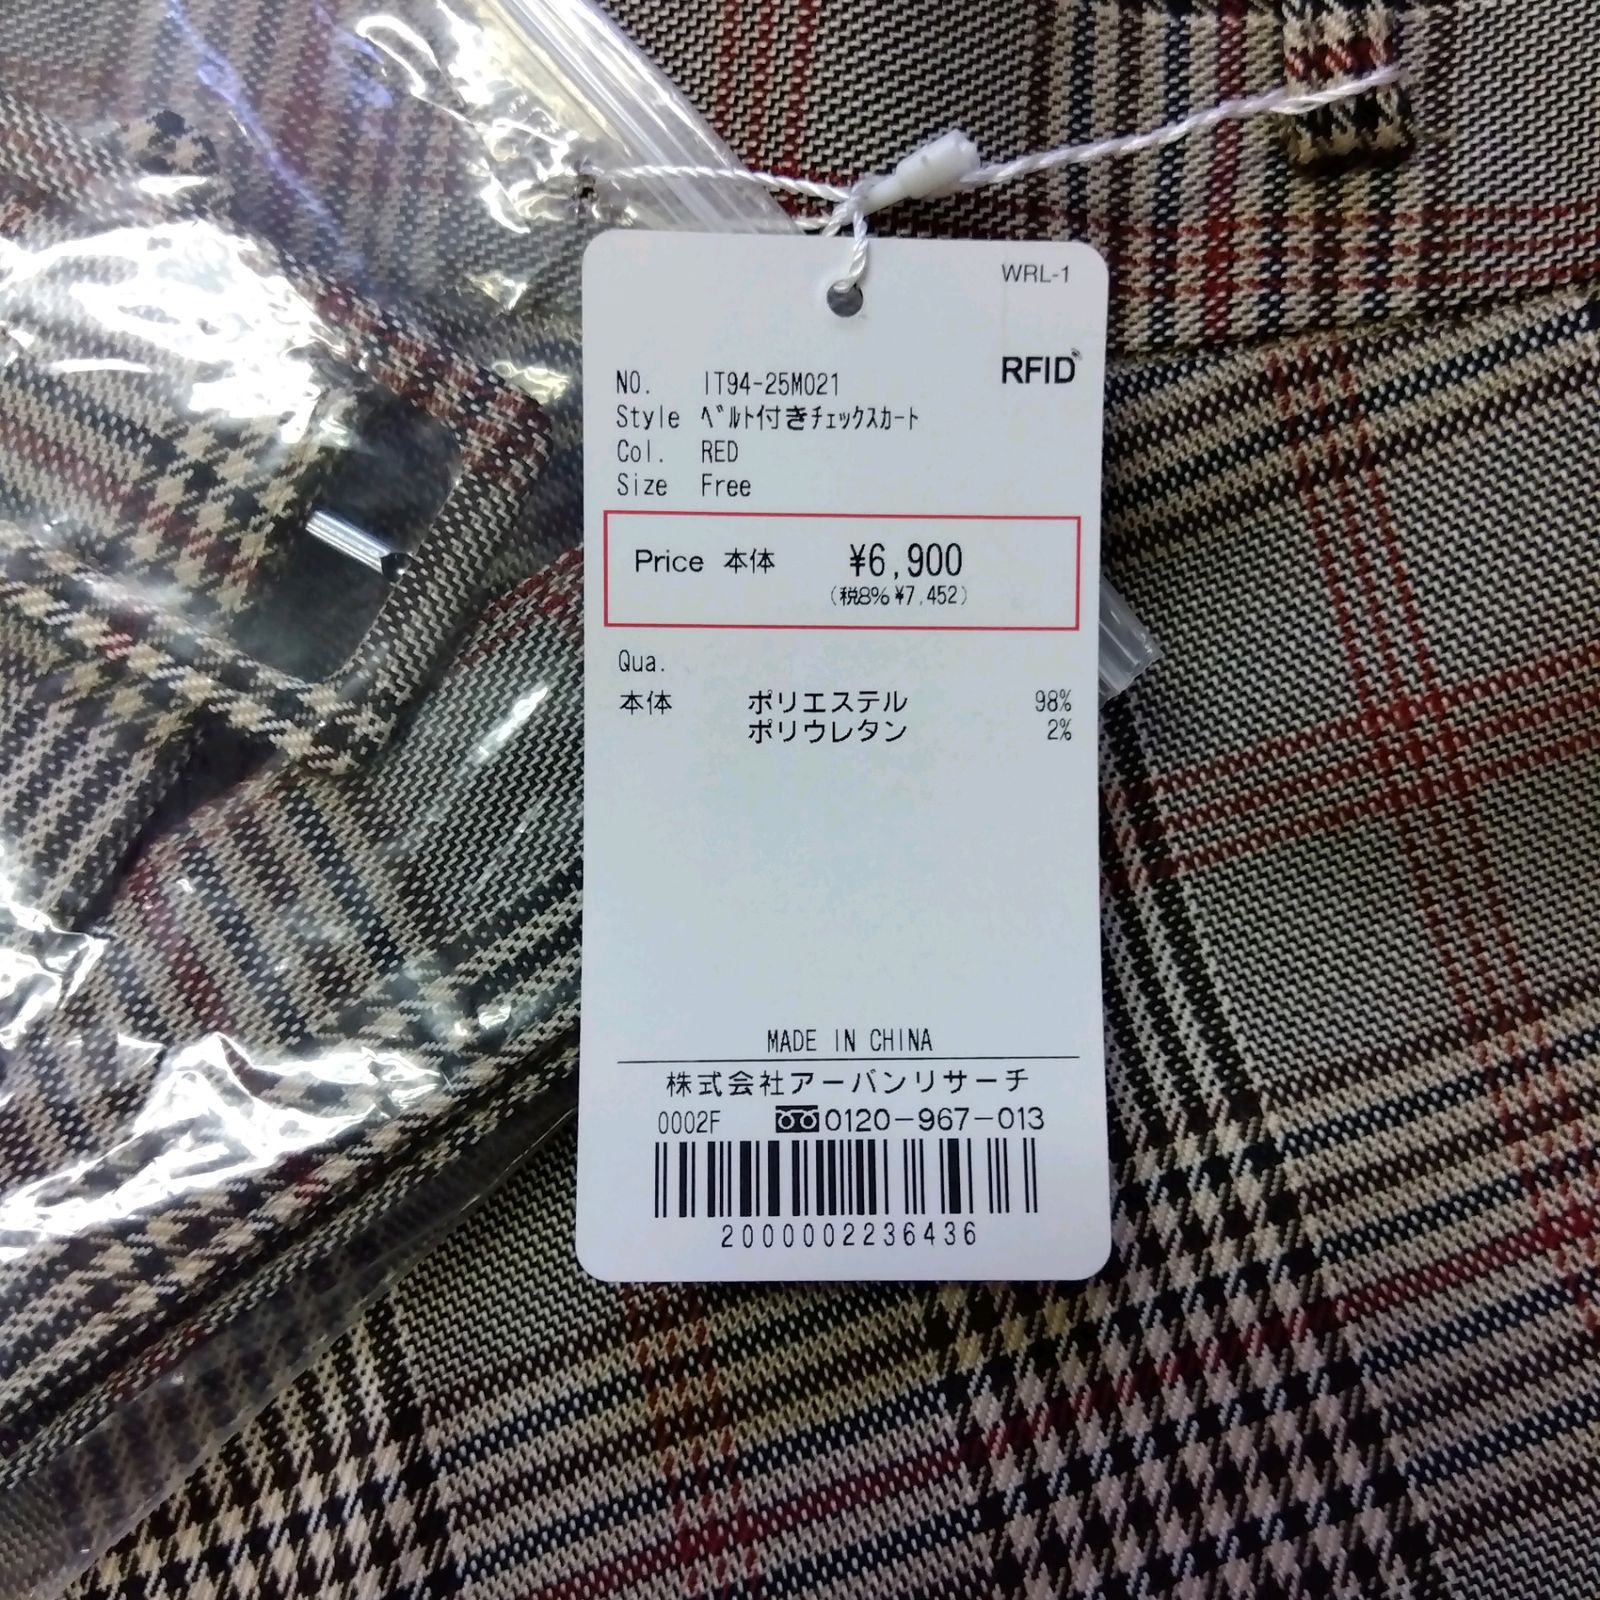 WRL-1
RFID
NO. IT94-25M021
Style ﾍﾞﾙﾄ付きﾁｪｯｸｽｶｰﾄ
Col. RED
Size Free
Price 本体 ¥6,900
(税8% ¥7,452)
Qua.
本体 ポリエステル 98%
ポリウレタン 2%
MADE IN CHINA
株式会社アーバンリサーチ
0002F 0120-967-013
2000002236436